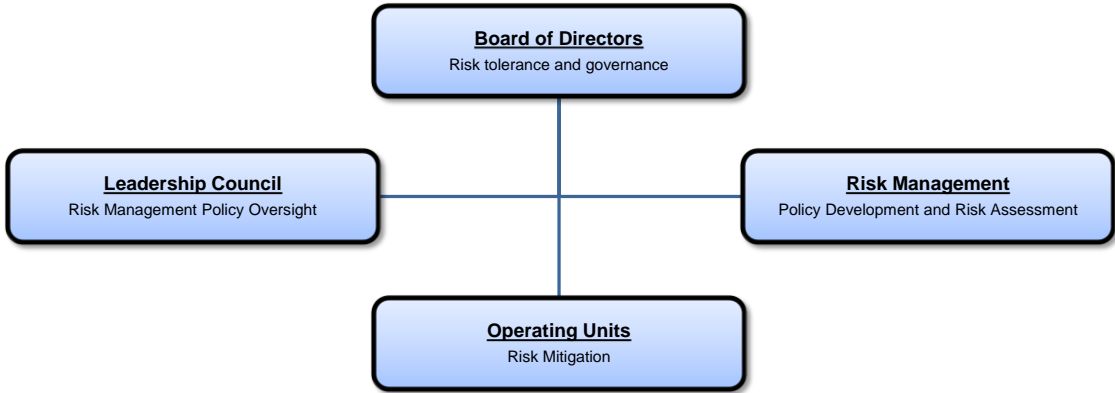 Board of Directors
Risk tolerance and governance
Leadership Council
Risk Management Policy Oversight
Risk Management
Policy Development and Risk Assessment
Operating Units
Risk Mitigation